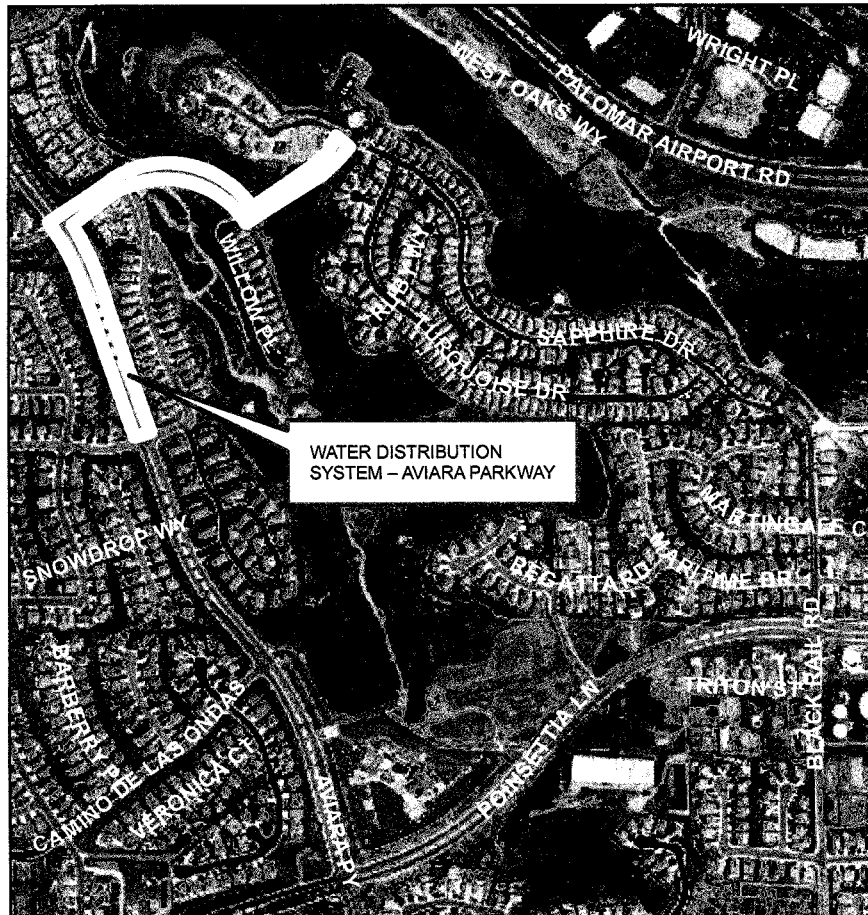 WRIGHT PL
WEST OAKS WY
PALOMAR AIRPORT RD
WILLOW PL
RUBY WY
TURQUOISE DR
SAPPHIRE DR
WATER DISTRIBUTION
SYSTEM – AVIARA PARKWAY
MARTINGALE C
SNOWDROP WY
REGATTA RD
MARITIME DR
BARBERRY P
CAMINO DE LAS ONDAS
VERONICA CT
AVIARA PY
POINSETTIA LN
TRITON ST
BLACK RAIL RD